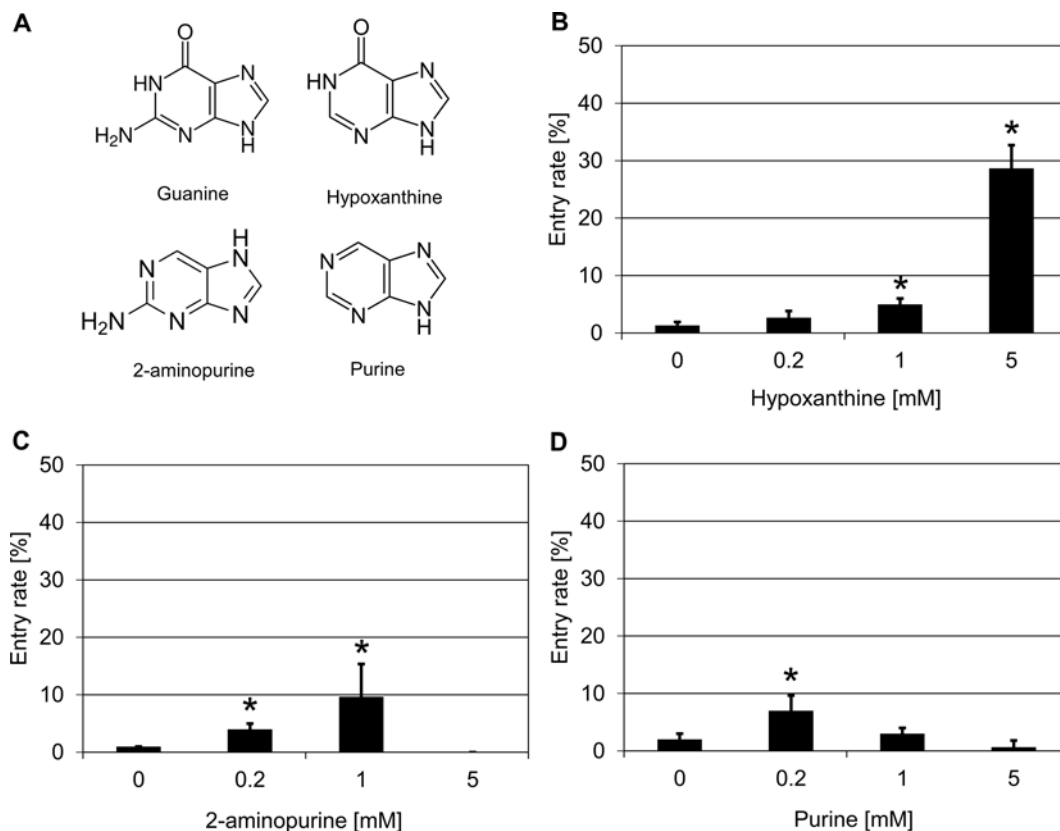 A
O
HN
N
H₂N
N
N
H
Guanine
O
HN
N
N
N
H
Hypoxanthine
H
N
N
H₂N
N
N
2-aminopurine
N
N
N
N
H
Purine
B
Entry rate [%]
50
40
30
20
10
0
*
*
0 0.2 1 5
Hypoxanthine [mM]
C
Entry rate [%]
50
40
30
20
10
0
*
*
0 0.2 1 5
2-aminopurine [mM]
D
Entry rate [%]
50
40
30
20
10
0
*
0 0.2 1 5
Purine [mM]